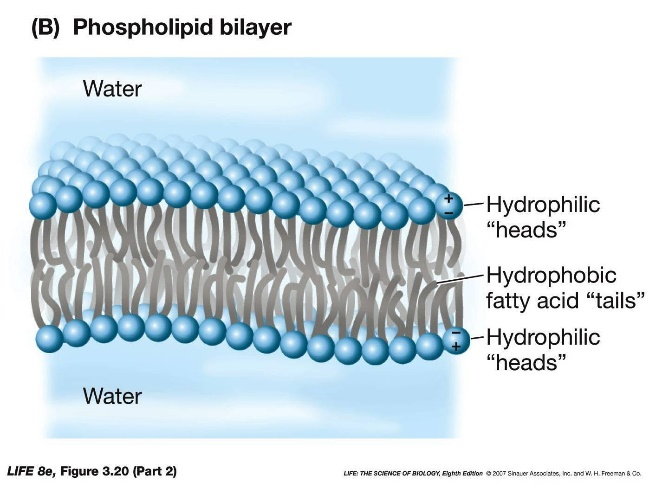 (B) Phospholipid bilayer
Water
+
–
Hydrophilic
“heads”
Hydrophobic
fatty acid “tails”
–
+
Hydrophilic
“heads”
Water
LIFE 8e, Figure 3.20 (Part 2)
LIFE: THE SCIENCE OF BIOLOGY, Eighth Edition © 2007 Sinauer Associates, Inc. and W. H. Freeman & Co.